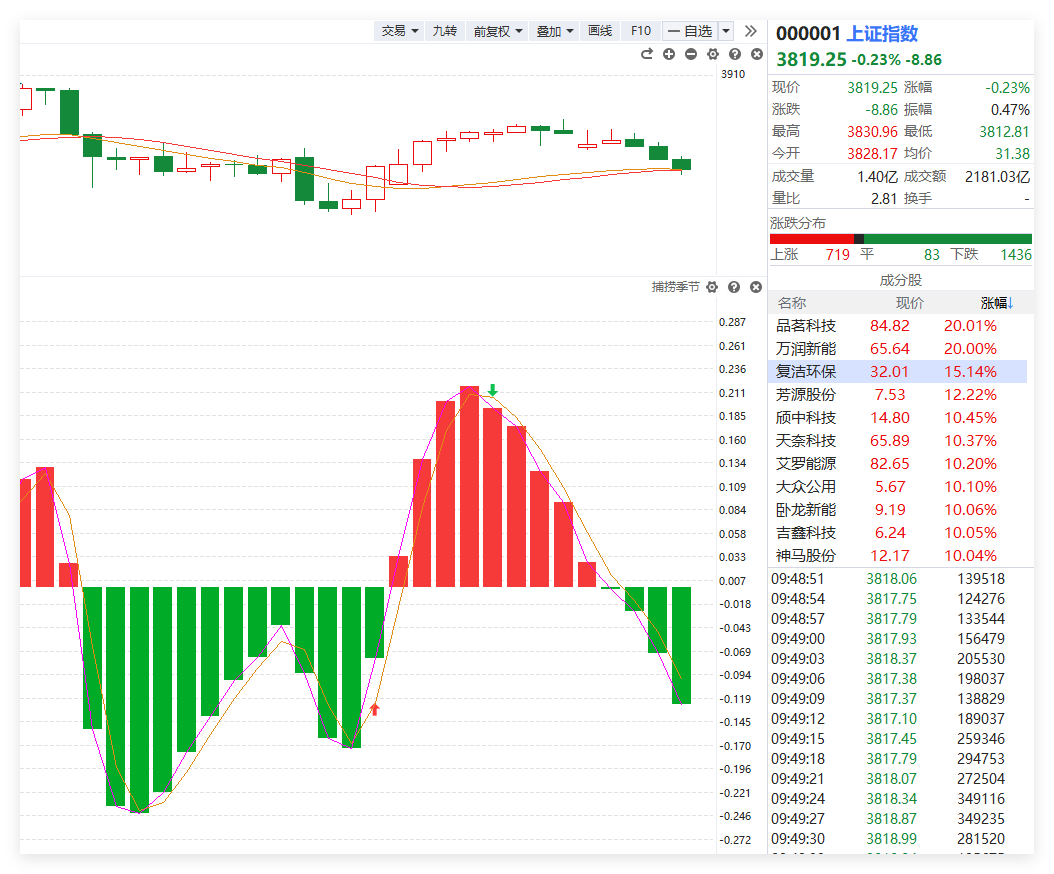 交易 九转 前复权 叠加 画线 F10 一 自选
3910
捕捞季节
0.287
0.261
0.236
0.211
0.185
0.160
0.134
0.109
0.084
0.058
0.033
0.007
-0.018
-0.043
-0.069
-0.094
-0.119
-0.145
-0.170
-0.196
-0.221
-0.246
-0.272
000001 上证指数
3819.25 -0.23% -8.86
现价 3819.25 涨幅 -0.23%
涨跌 -8.86 振幅 0.47%
最高 3830.96 最低 3812.81
今开 3828.17 均价 31.38
成交量 1.40亿 成交额 2181.03亿
量比 2.81 换手 -
涨跌分布
上涨 719 平 83 下跌 1436
成分股
名称 现价 涨幅↓
品茗科技 84.82 20.01%
万润新能 65.64 20.00%
复洁环保 32.01 15.14%
芳源股份 7.53 12.22%
颀中科技 14.80 10.45%
天奈科技 65.89 10.37%
艾罗能源 82.65 10.20%
大众公用 5.67 10.10%
卧龙新能 9.19 10.06%
吉鑫科技 6.24 10.05%
神马股份 12.17 10.04%
09:48:51 3818.06 139518
09:48:54 3817.75 124276
09:48:57 3817.79 133544
09:49:00 3817.93 156479
09:49:03 3818.37 205530
09:49:06 3817.38 198037
09:49:09 3817.37 138829
09:49:12 3817.10 189037
09:49:15 3817.45 259346
09:49:18 3817.79 294753
09:49:21 3818.07 272504
09:49:24 3818.34 349116
09:49:27 3818.87 349235
09:49:30 3818.99 281520